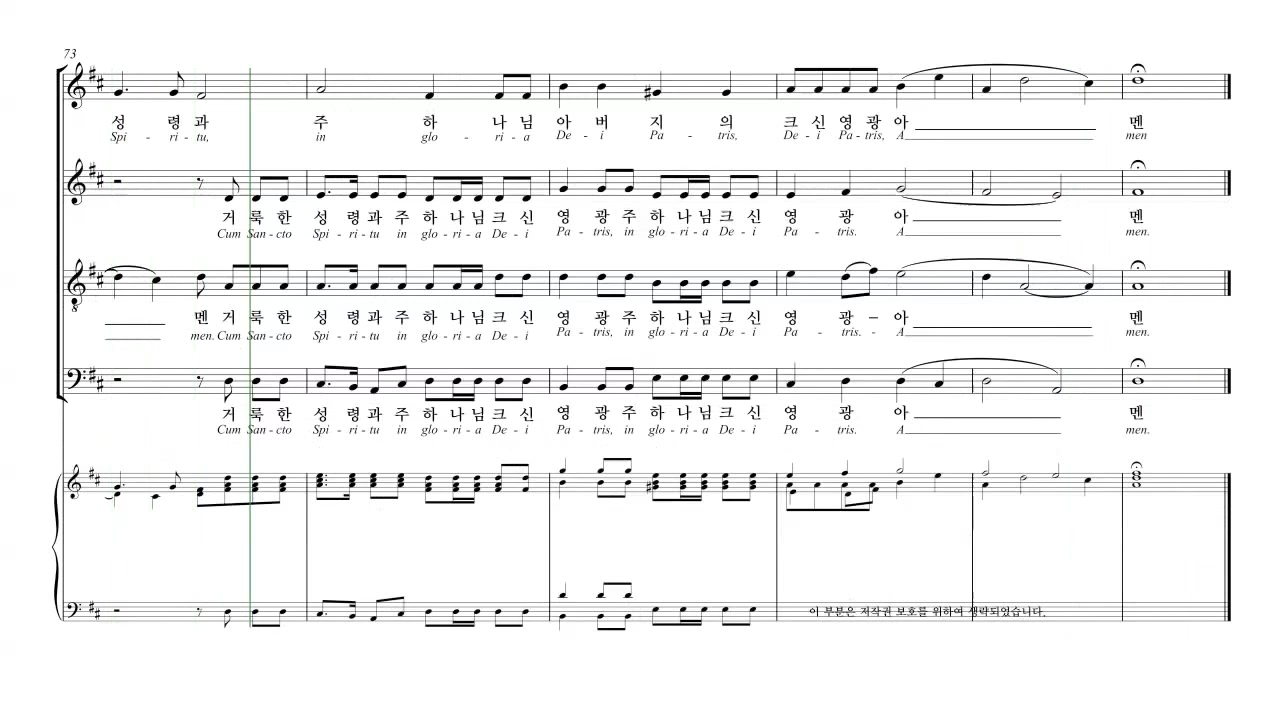 73
성 령 과 주 하 나 님 아 버 지 의 크 신 영 광 아 멘
Spi - ri - tu, in glo - ri - a De - i Pa - tris, De - i Pa - tris, A men
거 룩 한 성 령 과 주 하 나 님 크 신 영 광 주 하 나 님 크 신 영 광 아 멘
Cum San - cto Spi - ri - tu in glo - ri - a De - i Pa - tris, in glo - ri - a De - i Pa - tris. A men.
멘 거 룩 한 성 령 과 주 하 나 님 크 신 영 광 주 하 나 님 크 신 영 광 - 아 멘
men. Cum San - cto Spi - ri - tu in glo - ri - a De - i Pa - tris, in glo - ri - a De - i Pa - tris. - A men.
거 룩 한 성 령 과 주 하 나 님 크 신 영 광 주 하 나 님 크 신 영 광 아 멘
Cum San - cto Spi - ri - tu in glo - ri - a De - i Pa - tris, in glo - ri - a De - i Pa - tris. A men.
이 부분은 저작권 보호를 위하여 생략되었습니다.